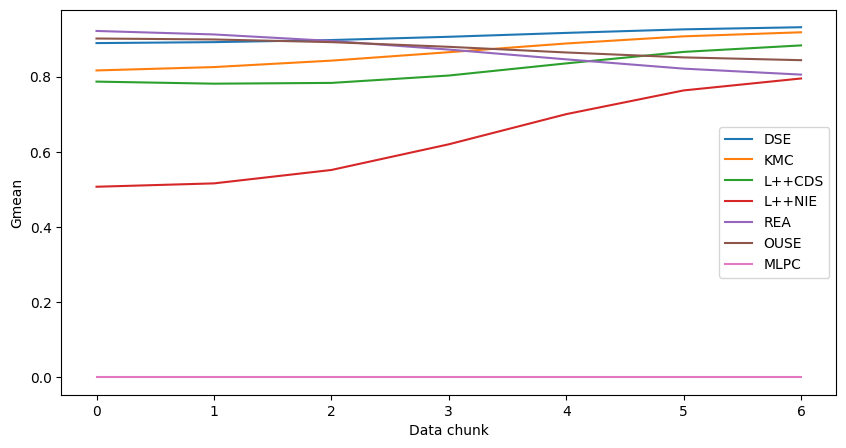 Gmean
0.8
0.6
0.4
0.2
0.0
0 1 2 3 4 5 6
Data chunk
DSE
KMC
L++CDS
L++NIE
REA
OUSE
MLPC